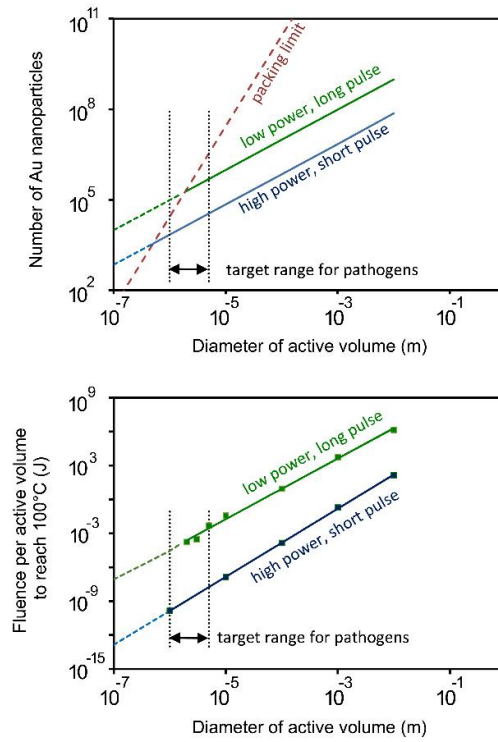 10^11
10^8
10^5
10^2
Number of Au nanoparticles
packing limit
low power, long pulse
high power, short pulse
target range for pathogens
10^-7
10^-5
10^-3
10^-1
Diameter of active volume (m)
10^9
10^3
10^-3
10^-9
10^-15
Fluence per active volume
to reach 100°C (J)
low power, long pulse
high power, short pulse
target range for pathogens
10^-7
10^-5
10^-3
10^-1
Diameter of active volume (m)